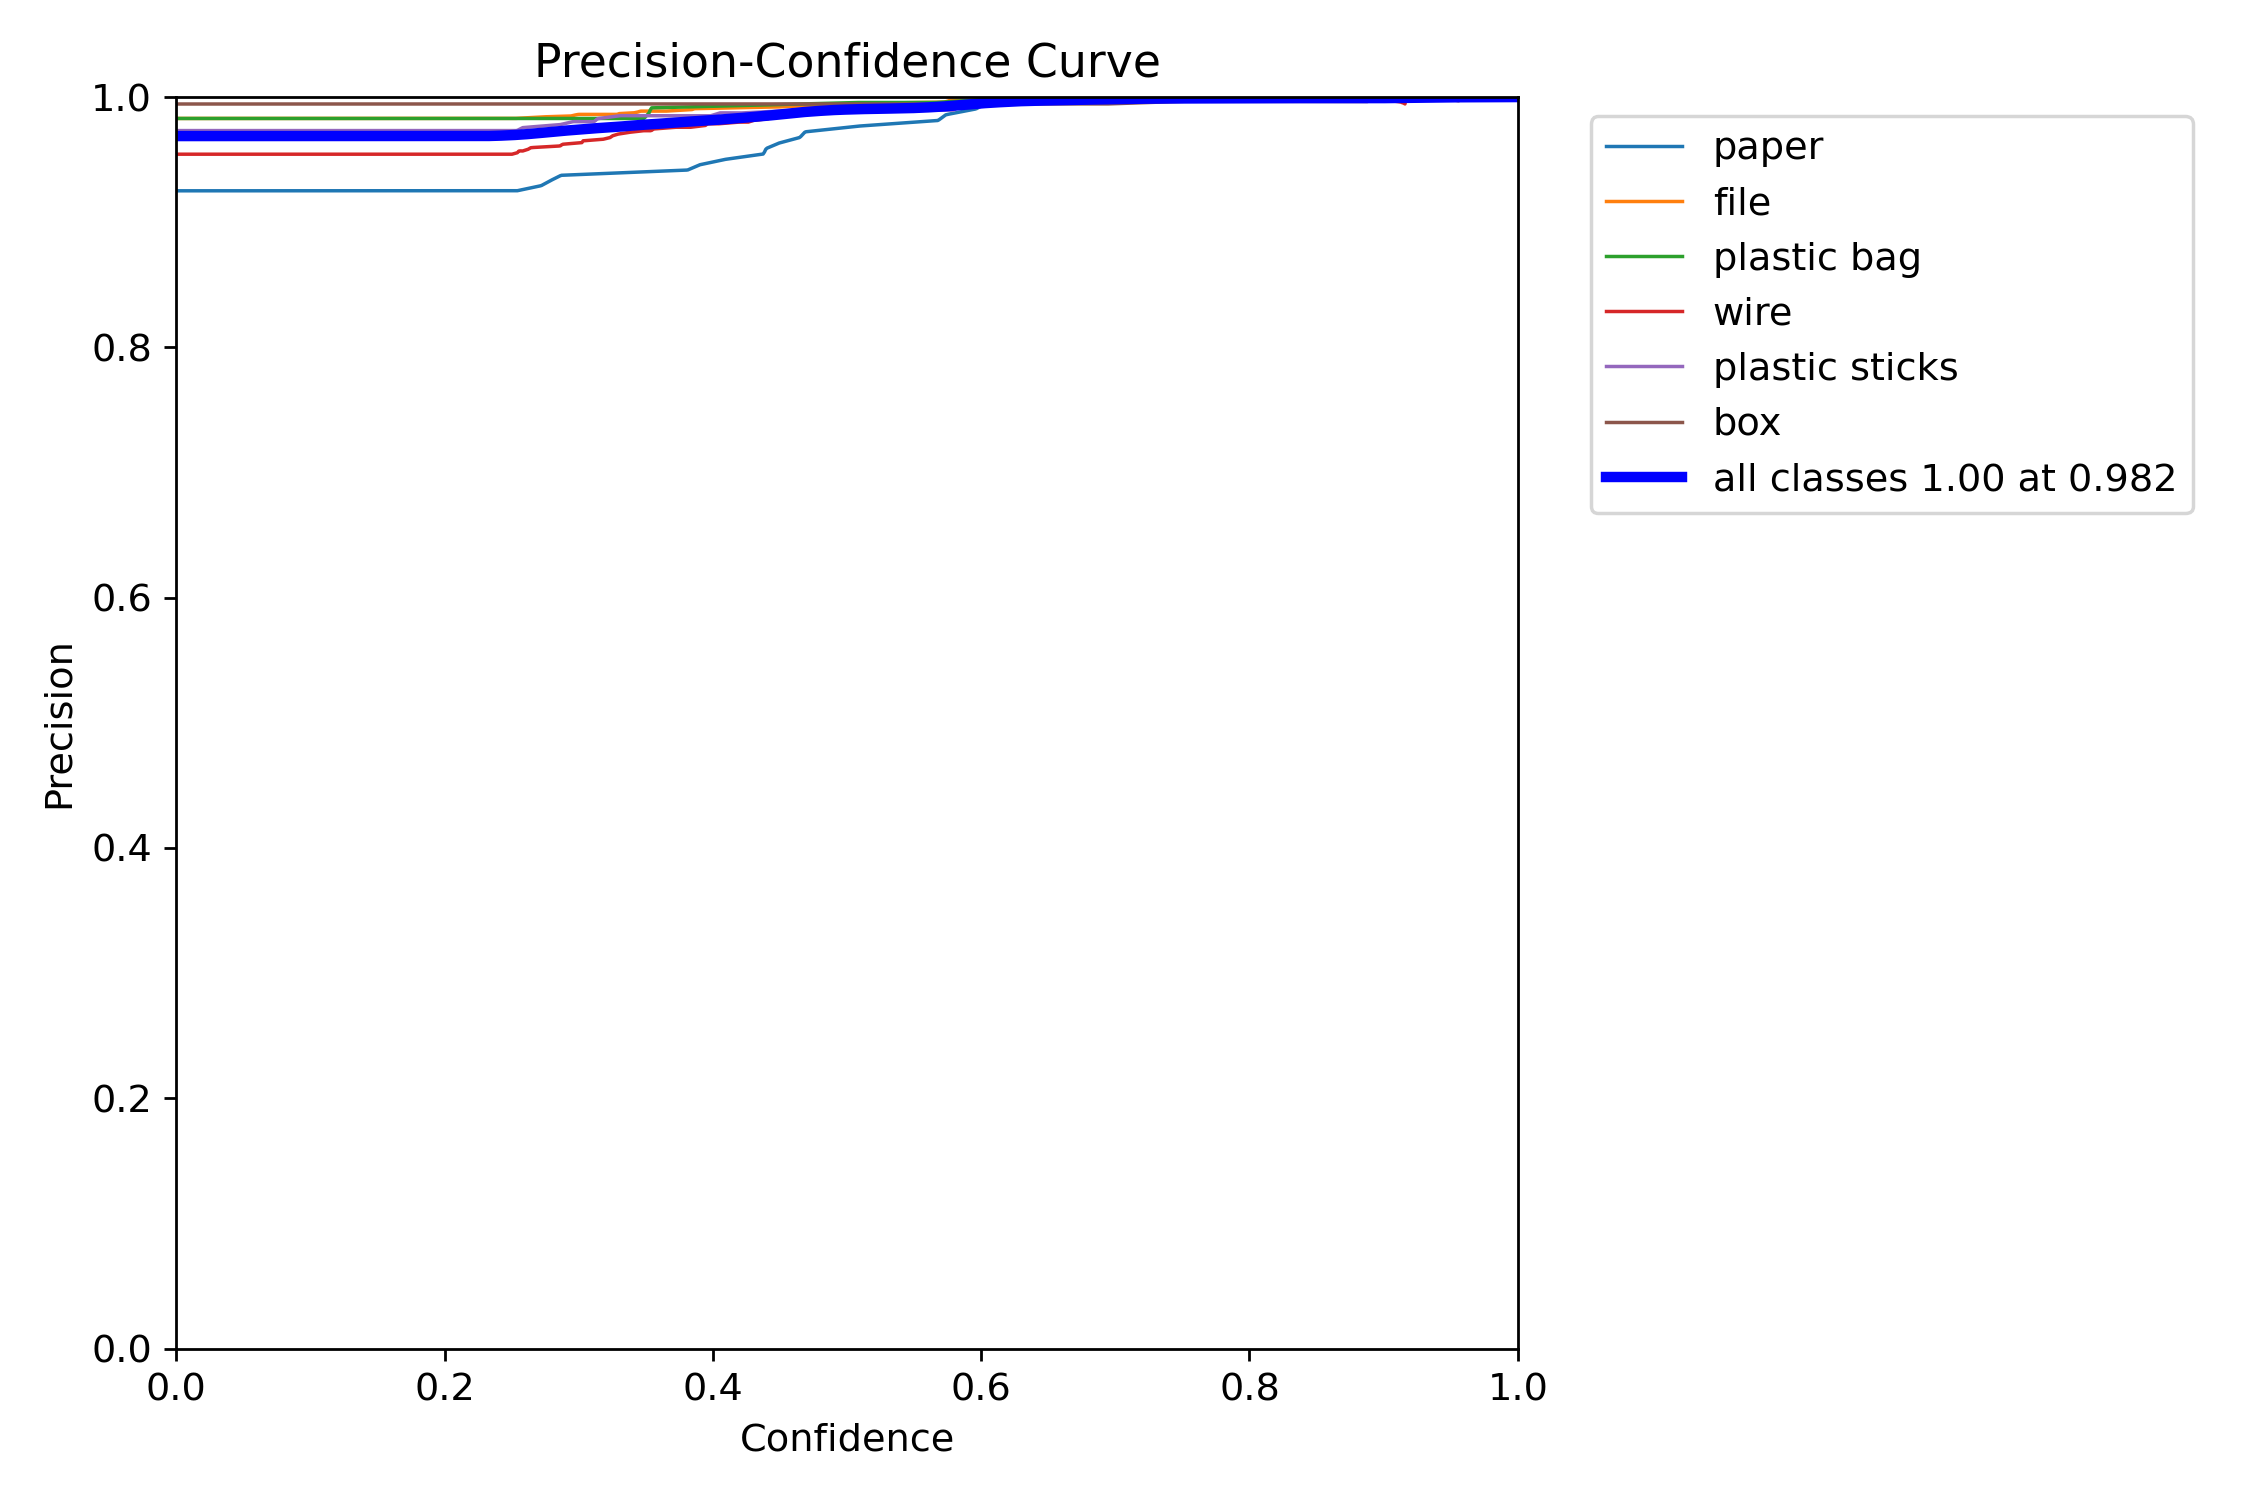 Precision-Confidence Curve
1.0
0.8
0.6
0.4
0.2
0.0
Precision
0.0 0.2 0.4 0.6 0.8 1.0
Confidence
paper
file
plastic bag
wire
plastic sticks
box
all classes 1.00 at 0.982